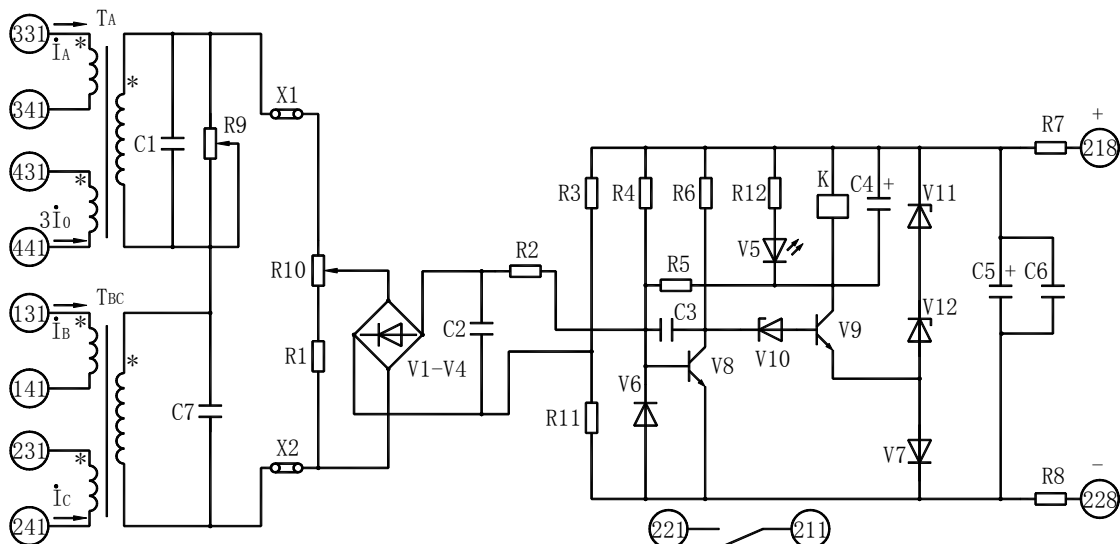 331
TA
İA
*
*
341
C1
R9
X1
431
*
3İ0
441
TBC
131
İB
*
*
141
C7
231
*
İC
241
X2
R10
R1
R2
C2
V1-V4
R3
R4
R6
R12
K
C4
+
V11
R7
+
218
V5
R5
C3
V12
C5
+
C6
V10
V9
V8
V6
R11
V7
R8
-
228
221
211